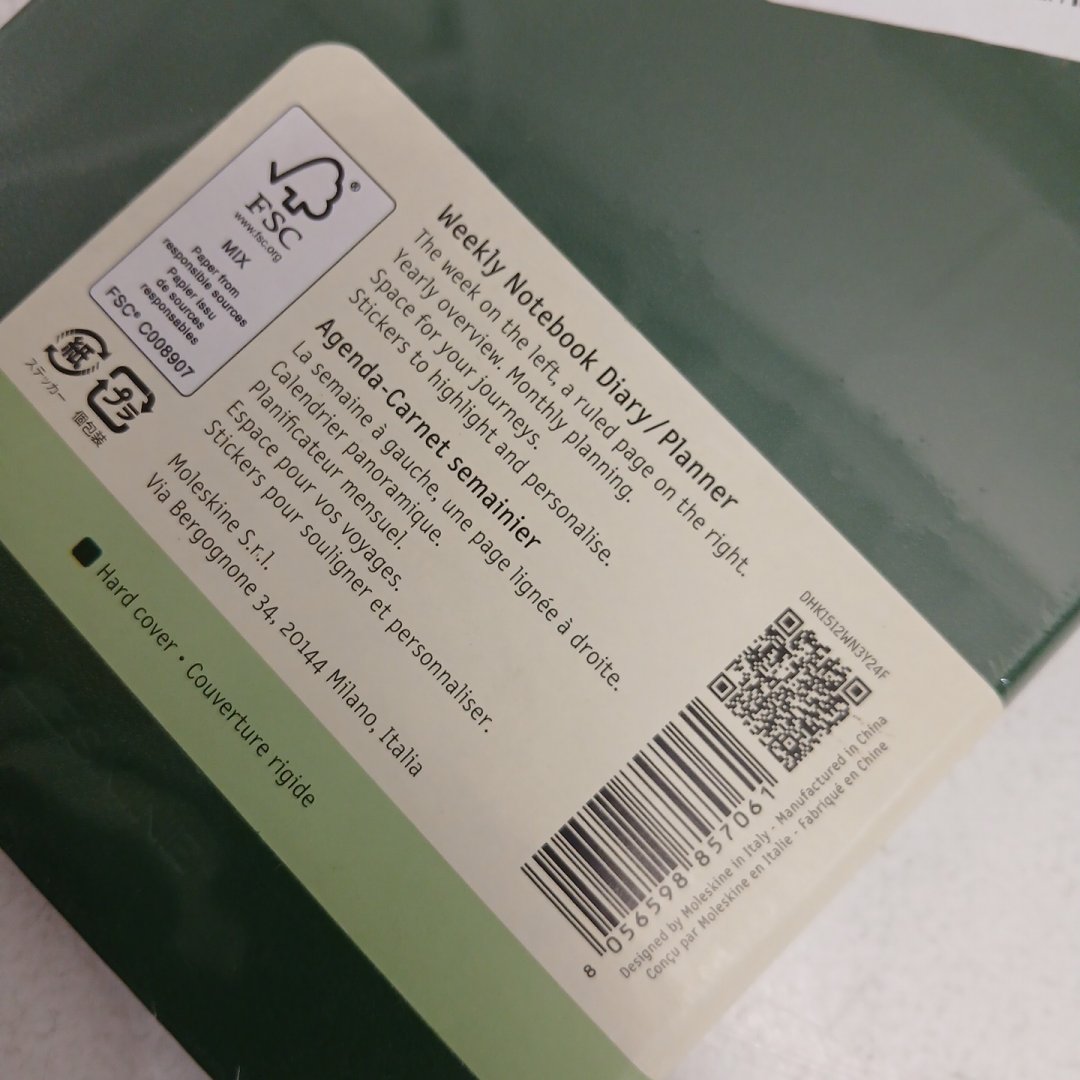 FSC
®
www.fsc.org
MIX
Paper from
responsible sources
Papier issu
de sources
responsables
FSC® C008907
紙
ステッカー
プラ
個包装
Weekly Notebook Diary/Planner
The week on the left, a ruled page on the right.
Yearly overview. Monthly planning.
Space for your journeys.
Stickers to highlight and personalise.
Agenda-Carnet semainier
La semaine à gauche, une page lignée à droite.
Calendrier panoramique.
Planificateur mensuel.
Espace pour vos voyages.
Stickers pour souligner et personnaliser.
Moleskine S.r.l.
Via Bergognone 34, 20144 Milano, Italia
Hard cover • Couverture rigide
DHK1512WN3Y24F
8 056598 857061
Designed by Moleskine in Italy - Manufactured in China
Conçu par Moleskine en Italie - Fabriqué en Chine